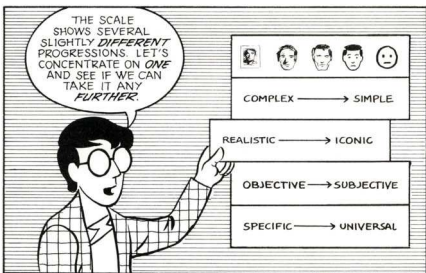 THE SCALE
SHOWS SEVERAL
SLIGHTLY DIFFERENT
PROGRESSIONS. LET'S
CONCENTRATE ON ONE
AND SEE IF WE CAN
TAKE IT ANY
FURTHER.
COMPLEX → SIMPLE
REALISTIC → ICONIC
OBJECTIVE → SUBJECTIVE
SPECIFIC → UNIVERSAL